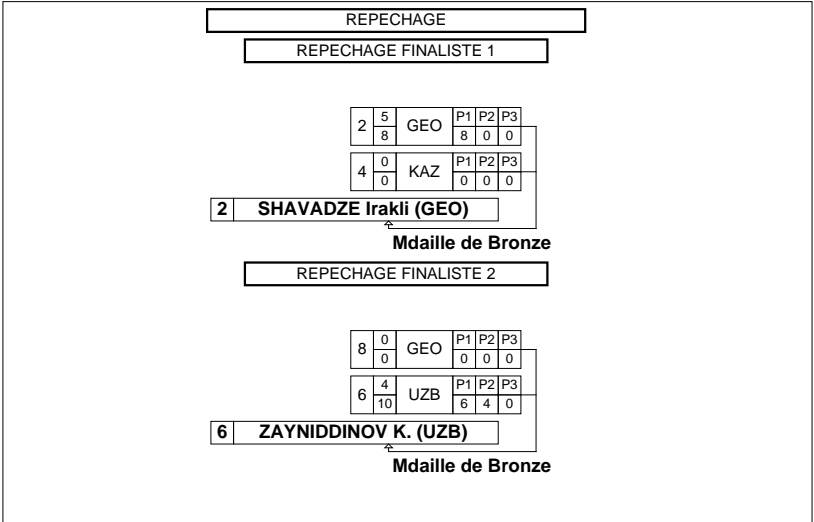 REPECHAGE
REPECHAGE FINALISTE 1
2 5 GEO P1 P2 P3
8 8 0 0
4 0 KAZ P1 P2 P3
0 0 0 0
2 SHAVADZE Irakli (GEO)
Mdaille de Bronze
REPECHAGE FINALISTE 2
8 0 GEO P1 P2 P3
0 0 0 0
6 4 UZB P1 P2 P3
10 6 4 0
6 ZAYNIDDINOV K. (UZB)
Mdaille de Bronze